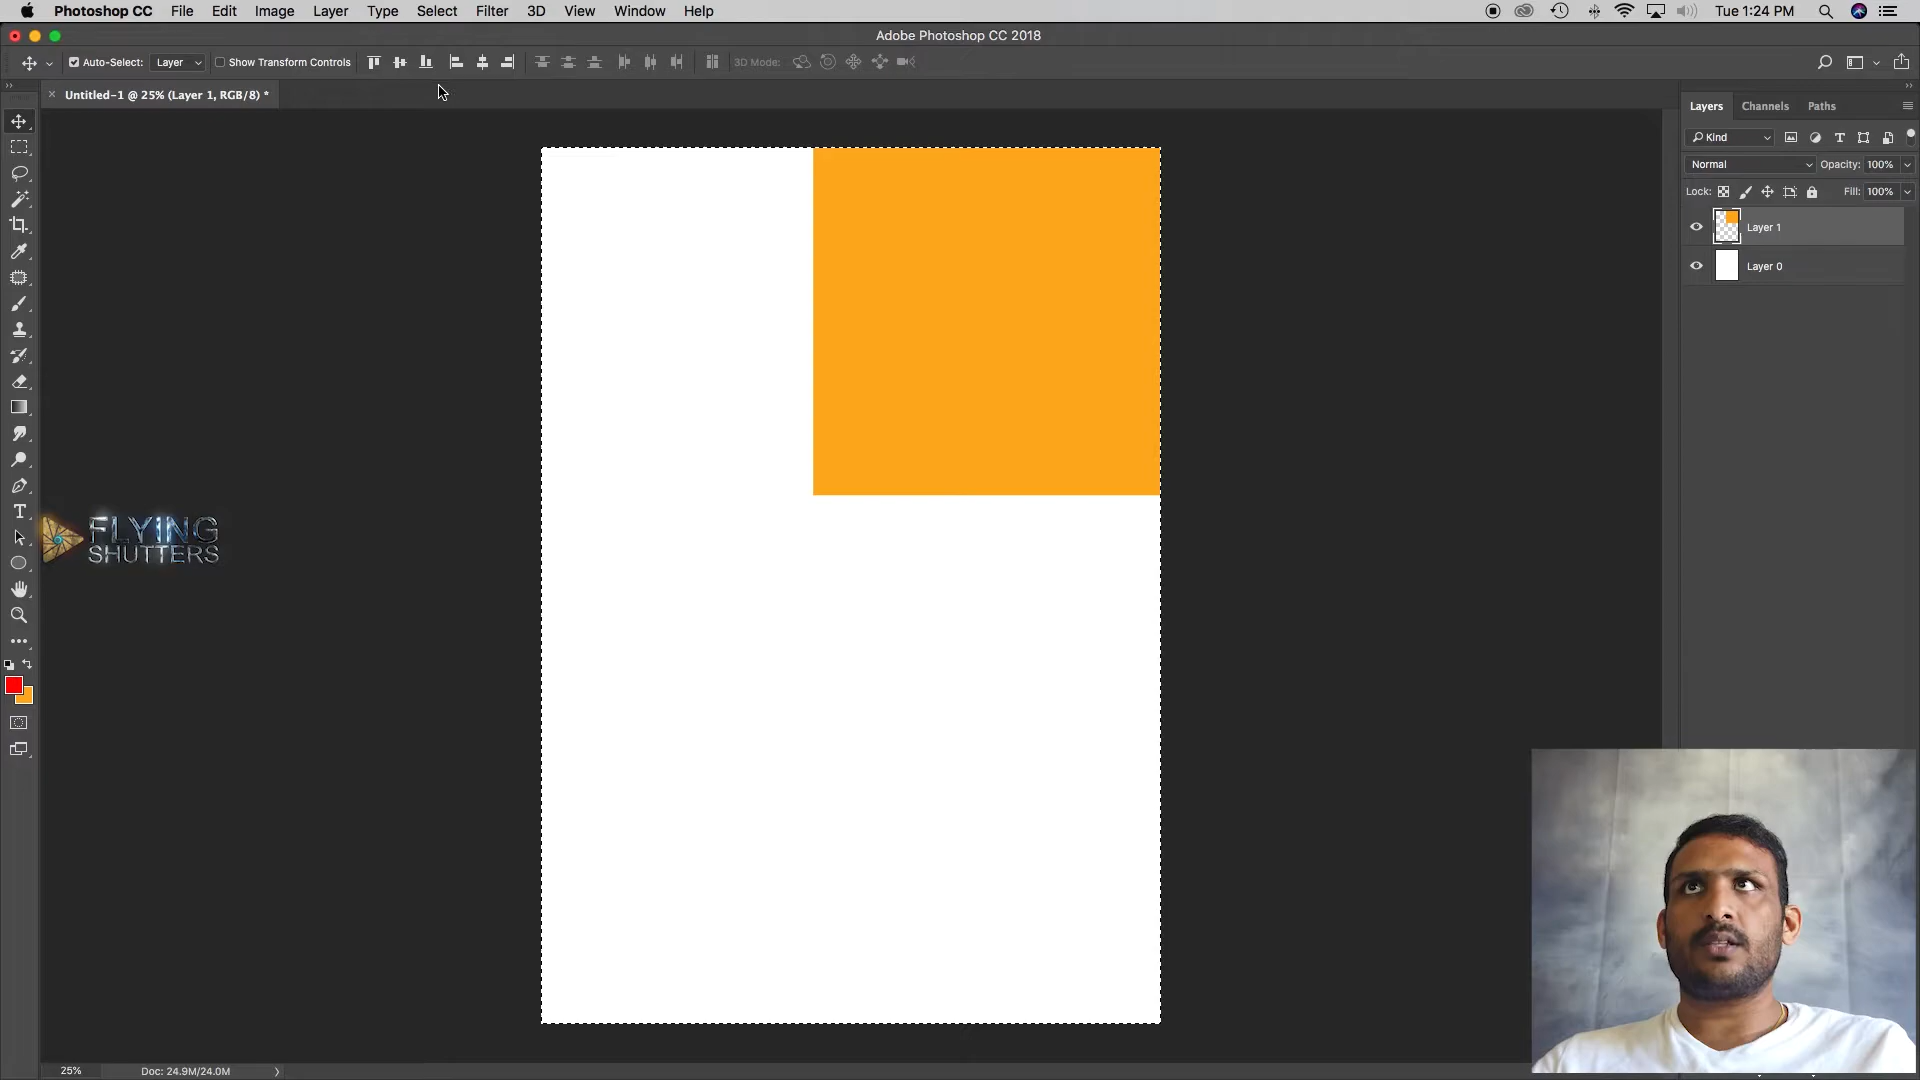 Photoshop CC File Edit Image Layer Type Select Filter 3D View Window Help Tue 1:24 PM
Adobe Photoshop CC 2018
Auto-Select: Layer Show Transform Controls 3D Mode:
Untitled-1 @ 25% (Layer 1, RGB/8) *
Layers Channels Paths
Kind
Normal Opacity: 100%
Lock: Fill: 100%
Layer 1
Layer 0
FLYING
SHUTTERS
25% Doc: 24.9M/24.0M